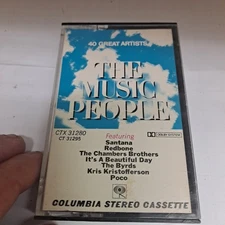 40 GREAT ARTISTS
THE
MUSIC
PEOPLE
CTX 31280
CT 31285
Featuring
Santana
Redbone
The Chambers Brothers
It's A Beautiful Day
The Byrds
Kris Kristofferson
Poco
COLUMBIA STEREO CASSETTE